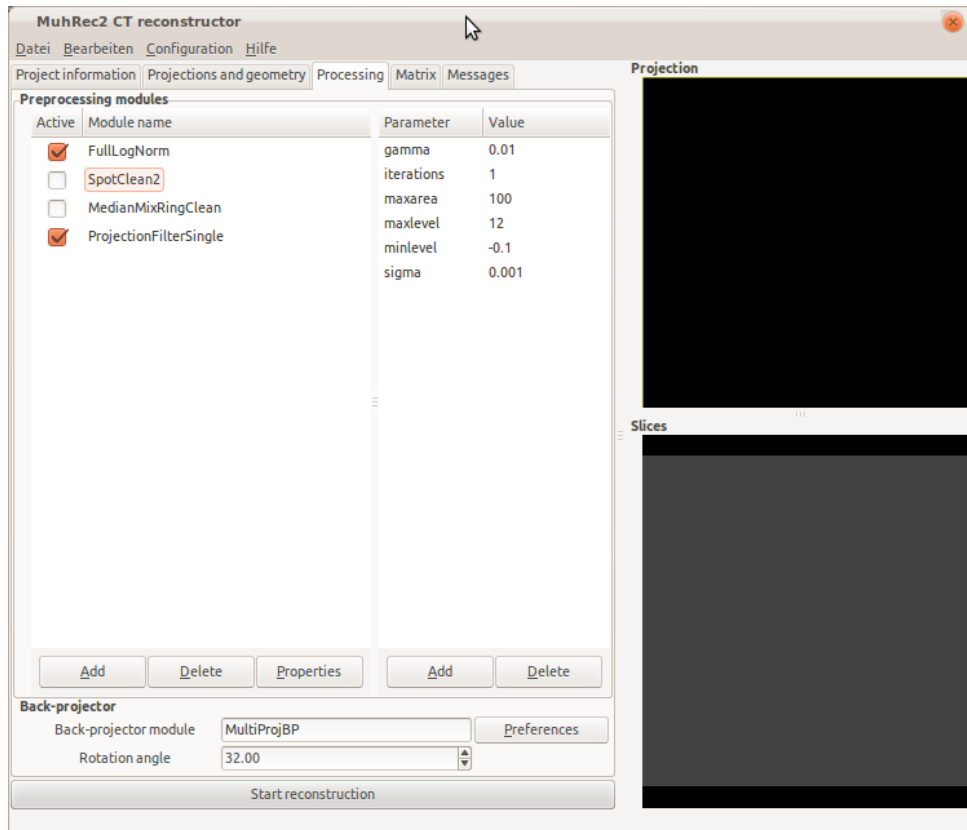 MuhRec2 CT reconstructor
Datei Bearbeiten Configuration Hilfe
Project information Projections and geometry Processing Matrix Messages
Preprocessing modules
Active Module name
FullLogNorm
SpotClean2
MedianMixRingClean
ProjectionFilterSingle
Parameter Value
gamma 0.01
iterations 1
maxarea 100
maxlevel 12
minlevel -0.1
sigma 0.001
Add Delete Properties
Add Delete
Back-projector
Back-projector module MultiProjBP Preferences
Rotation angle 32.00
Start reconstruction
Projection
Slices